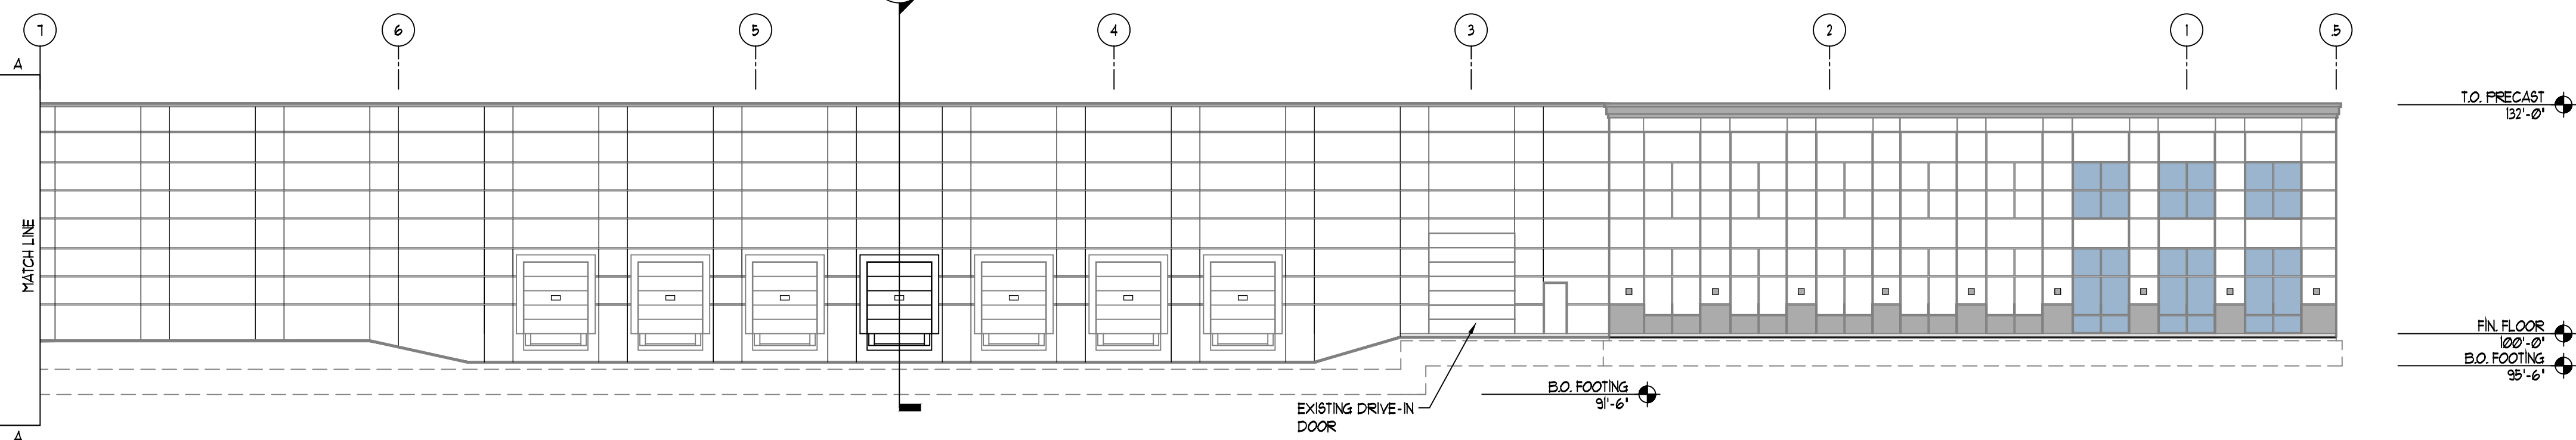 7
6
5
4
3
2
1
.5
A
T.O. PRECAST
132'-0"
MATCH LINE
FIN. FLOOR
100'-0"
B.O. FOOTING
95'-6"
B.O. FOOTING
91'-6"
EXISTING DRIVE-IN
DOOR
A